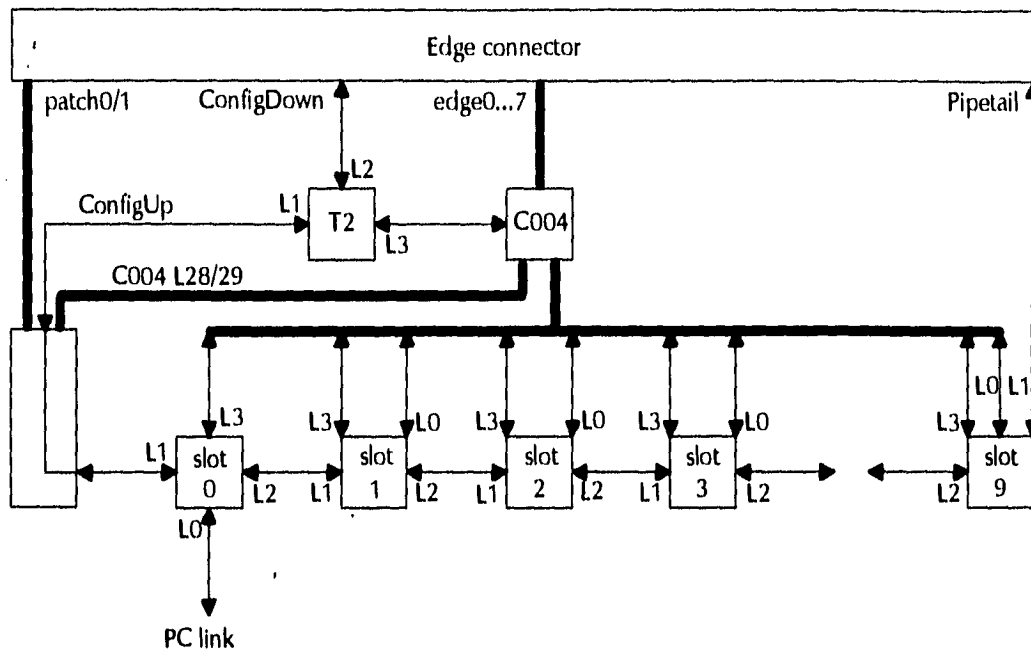 Edge connector
patch0/1
ConfigDown
edge0...7
Pipetail
L2
ConfigUp
L1
T2
L3
C004
C004 L28/29
L3
L3
L0
L3
L0
L3
L0
L3
L0
L1
L1
slot
0
L2
L1
slot
1
L2
L1
slot
2
L2
L1
slot
3
L2
L2
slot
9
L0
PC link